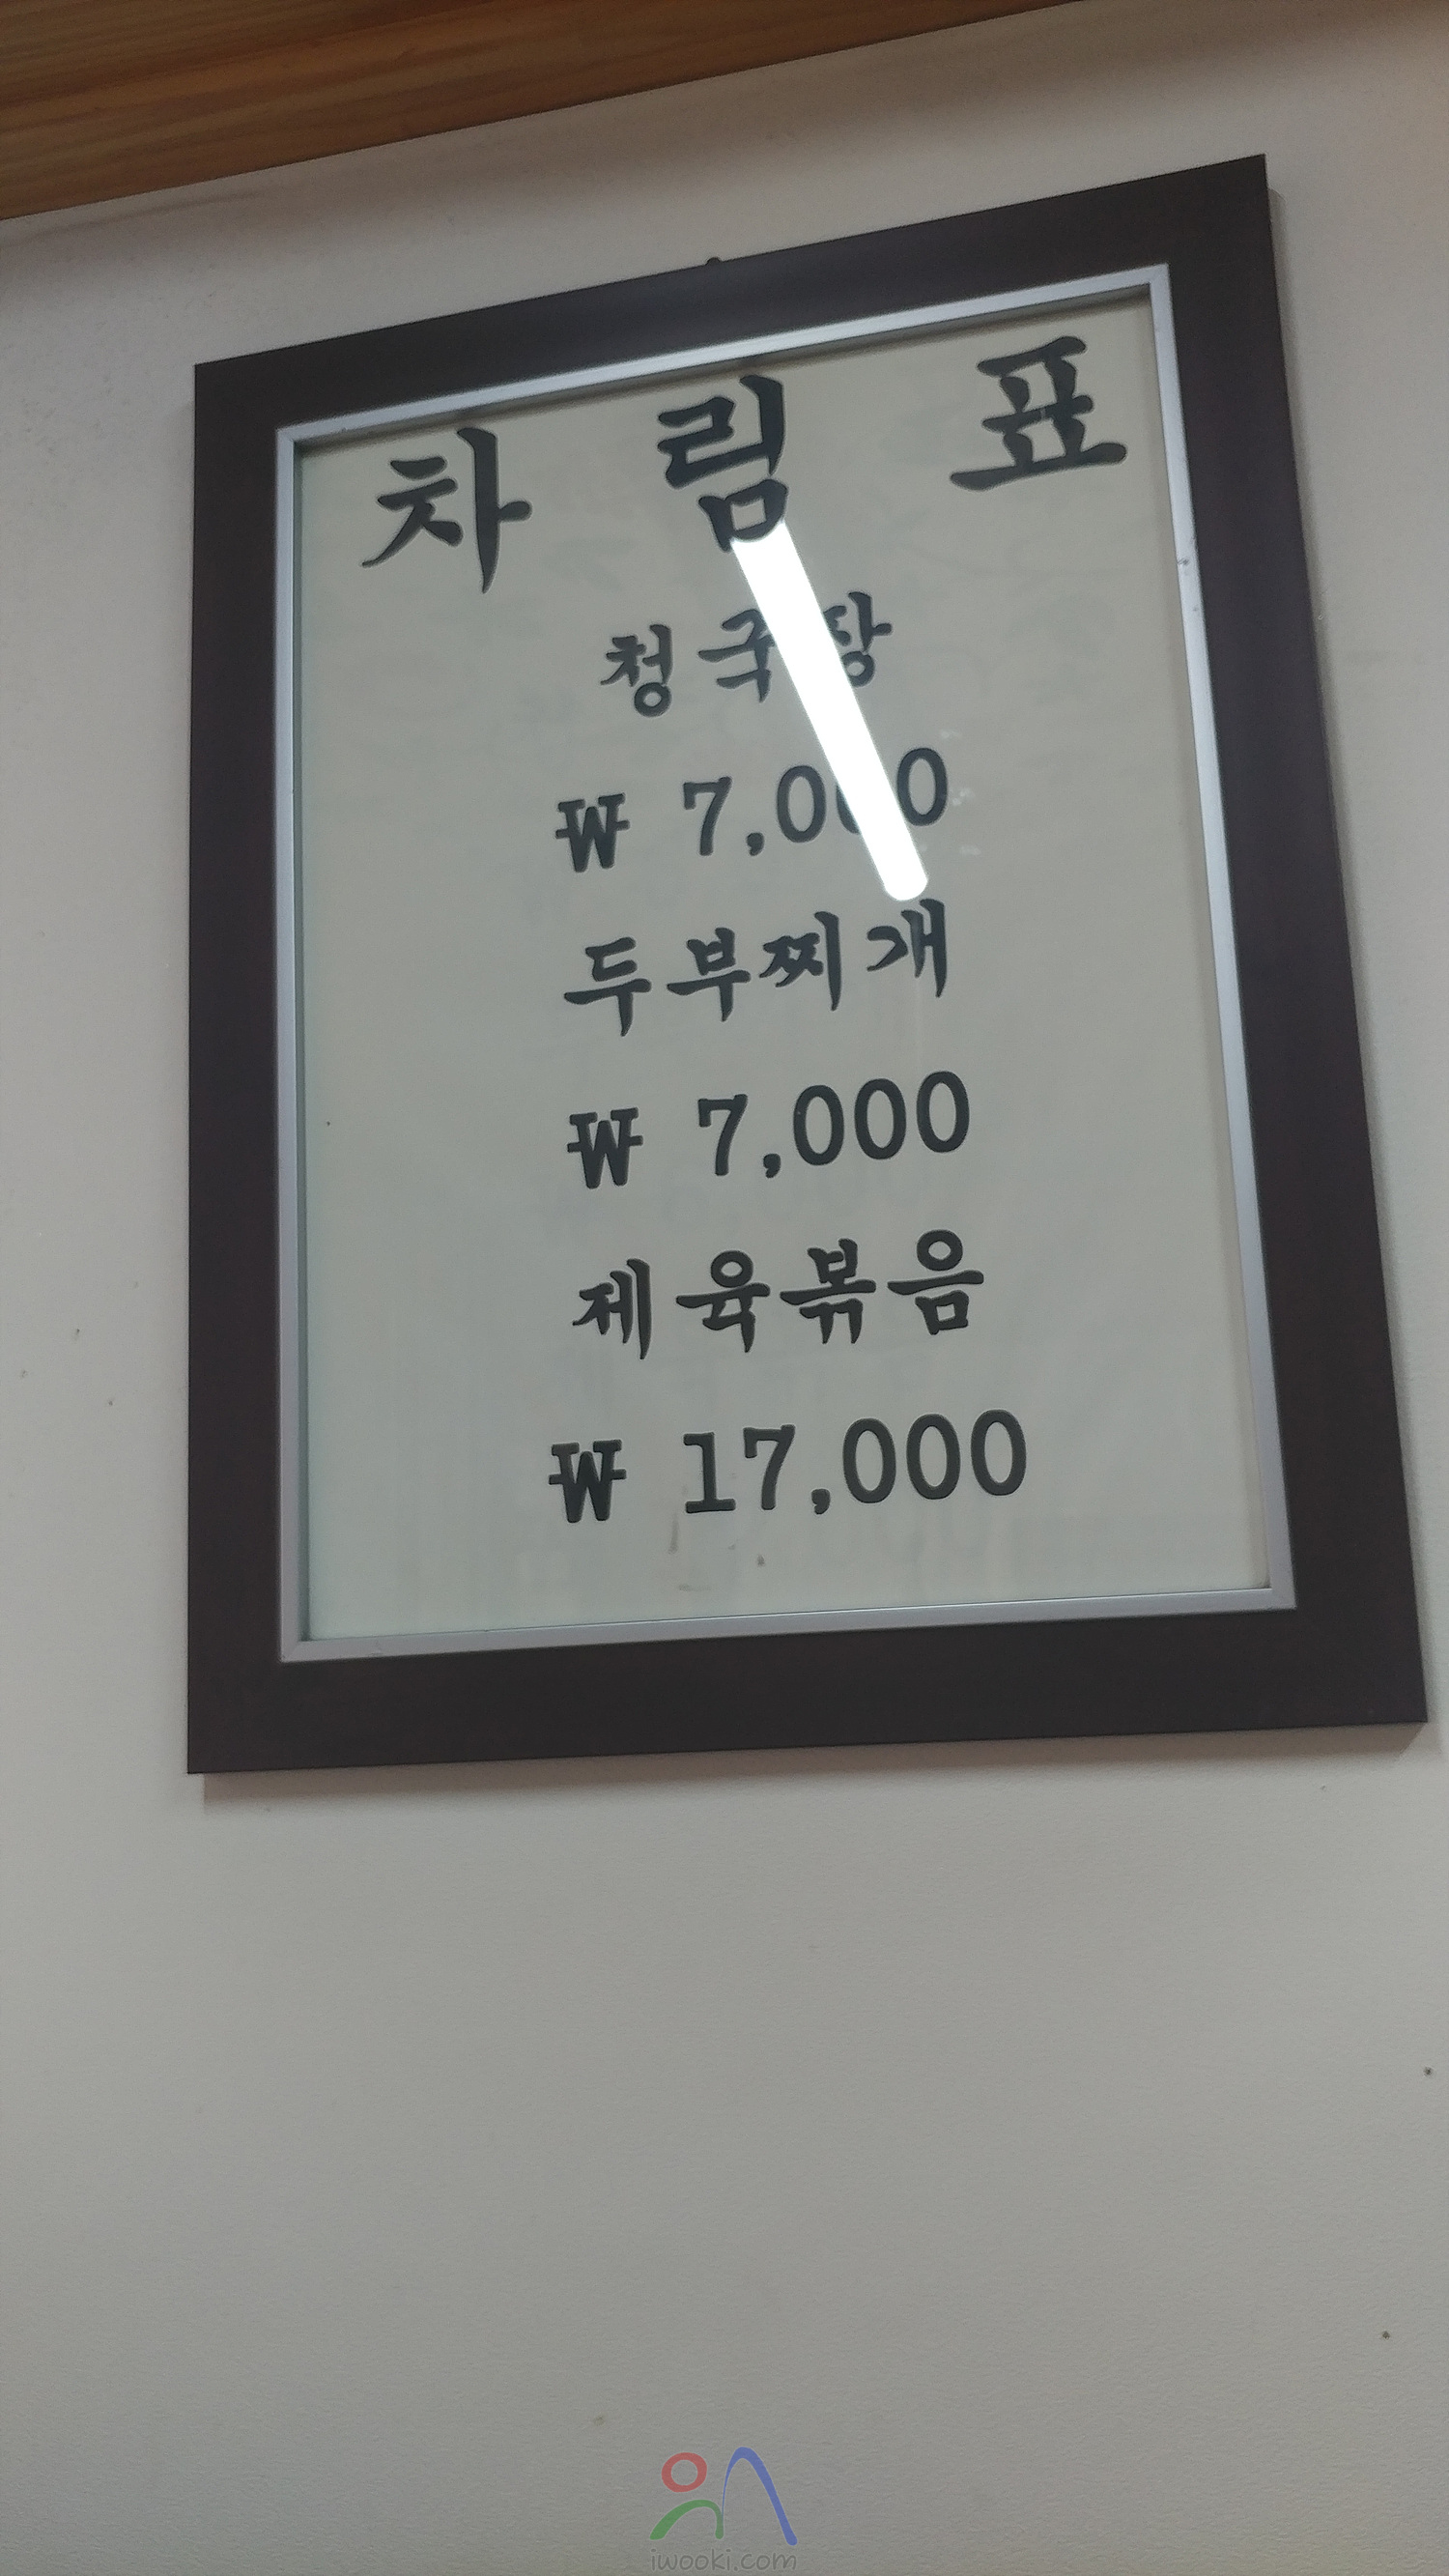 차 림 표
청국장
₩ 7,000
두부찌개
₩ 7,000
제육볶음
₩ 17,000
iwooki.com